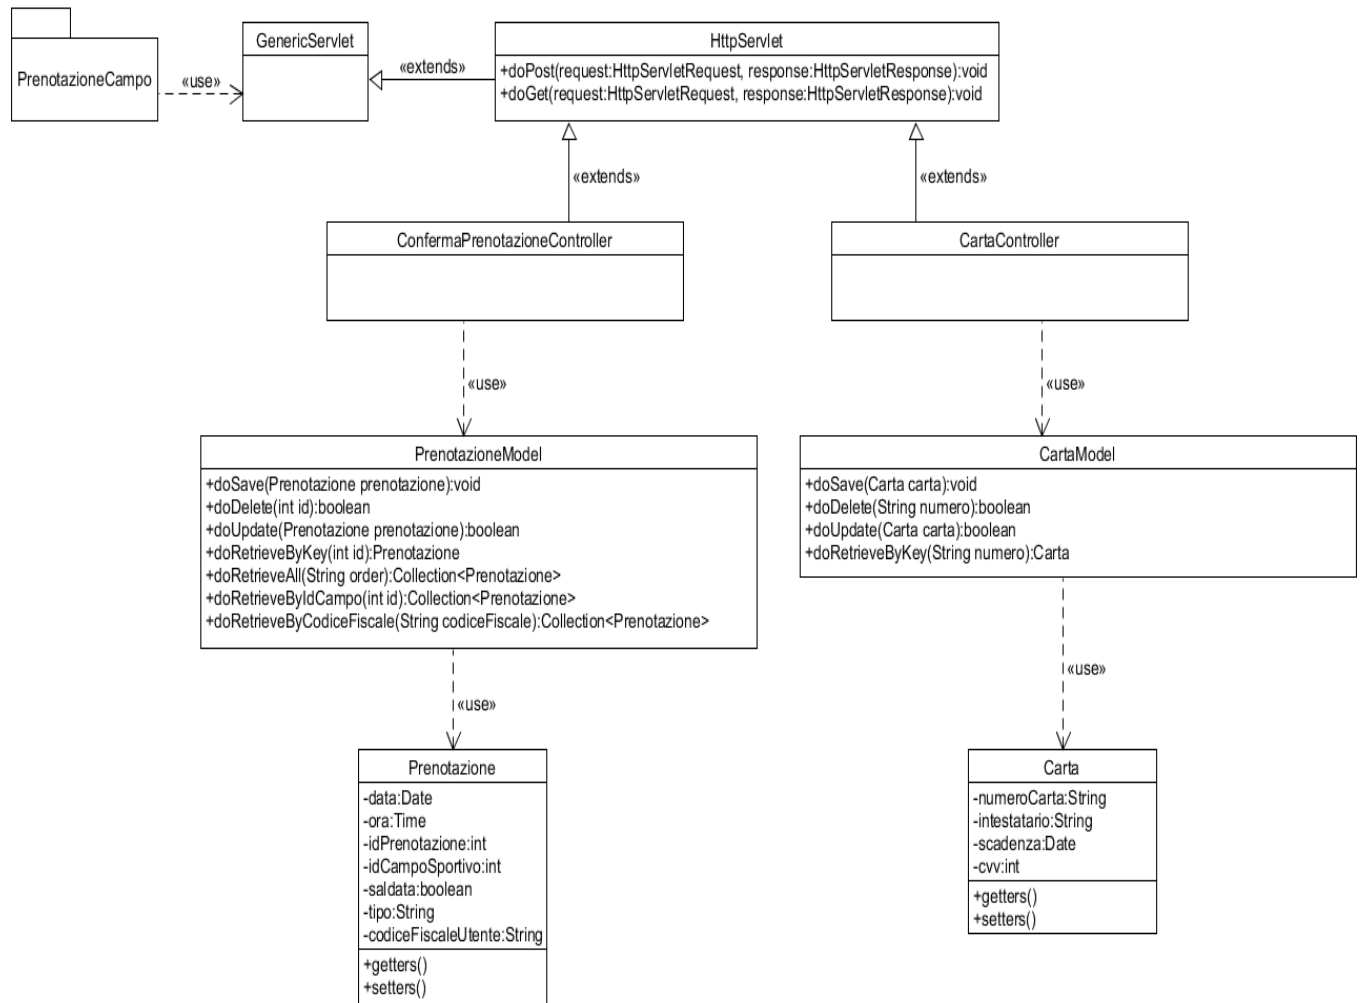 PrenotazioneCampo
«use»
GenericServlet
«extends»
HttpServlet
+doPost(request:HttpServletRequest, response:HttpServletResponse):void
+doGet(request:HttpServletRequest, response:HttpServletResponse):void
«extends»
«extends»
ConfermaPrenotazioneController
CartaController
«use»
«use»
PrenotazioneModel
+doSave(Prenotazione prenotazione):void
+doDelete(int id):boolean
+doUpdate(Prenotazione prenotazione):boolean
+doRetrieveByKey(int id):Prenotazione
+doRetrieveAll(String order):Collection<Prenotazione>
+doRetrieveByIdCampo(int id):Collection<Prenotazione>
+doRetrieveByCodiceFiscale(String codiceFiscale):Collection<Prenotazione>
CartaModel
+doSave(Carta carta):void
+doDelete(String numero):boolean
+doUpdate(Carta carta):boolean
+doRetrieveByKey(String numero):Carta
«use»
«use»
Prenotazione
-data:Date
-ora:Time
-idPrenotazione:int
-idCampoSportivo:int
-saldata:boolean
-tipo:String
-codiceFiscaleUtente:String
+getters()
+setters()
Carta
-numeroCarta:String
-intestatario:String
-scadenza:Date
-cvv:int
+getters()
+setters()